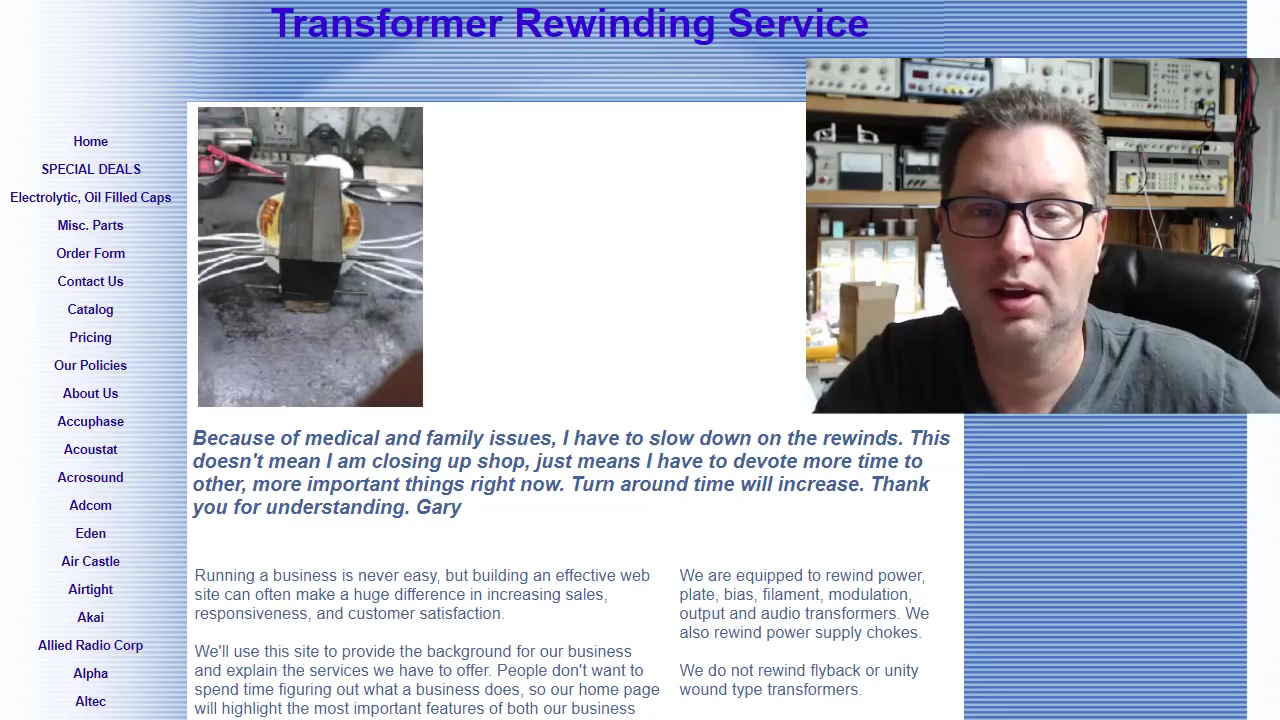 Transformer Rewinding Service
Home
SPECIAL DEALS
Electrolytic, Oil Filled Caps
Misc. Parts
Order Form
Contact Us
Catalog
Pricing
Our Policies
About Us
Accuphase
Acoustat
Acrosound
Adcom
Eden
Air Castle
Airtight
Akai
Allied Radio Corp
Alpha
Altec
Because of medical and family issues, I have to slow down on the rewinds. This
doesn't mean I am closing up shop, just means I have to devote more time to
other, more important things right now. Turn around time will increase. Thank
you for understanding. Gary
Running a business is never easy, but building an effective web
site can often make a huge difference in increasing sales,
responsiveness, and customer satisfaction.
We'll use this site to provide the background for our business
and explain the services we have to offer. People don't want to
spend time figuring out what a business does, so our home page
will highlight the most important features of both our business
We are equipped to rewind power,
plate, bias, filament, modulation,
output and audio transformers. We
also rewind power supply chokes.
We do not rewind flyback or unity
wound type transformers.